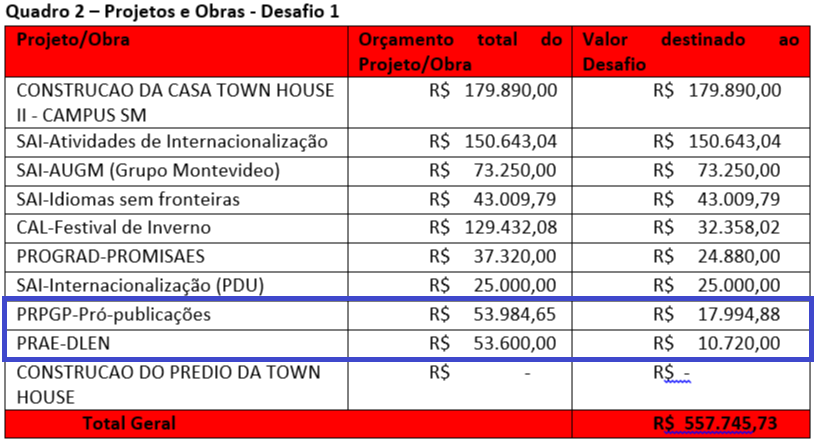 Quadro 2 – Projetos e Obras - Desafio 1
Projeto/Obra Orçamento total do Projeto/Obra Valor destinado ao Desafio
CONSTRUCAO DA CASA TOWN HOUSE II - CAMPUS SM R$ 179.890,00 R$ 179.890,00
SAI-Atividades de Internacionalização R$ 150.643,04 R$ 150.643,04
SAI-AUGM (Grupo Montevideo) R$ 73.250,00 R$ 73.250,00
SAI-Idiomas sem fronteiras R$ 43.009,79 R$ 43.009,79
CAL-Festival de Inverno R$ 129.432,08 R$ 32.358,02
PROGRAD-PROMISAES R$ 37.320,00 R$ 24.880,00
SAI-Internacionalização (PDU) R$ 25.000,00 R$ 25.000,00
PRPGP-Pró-publicações R$ 53.984,65 R$ 17.994,88
PRAE-DLEN R$ 53.600,00 R$ 10.720,00
CONSTRUCAO DO PREDIO DA TOWN HOUSE R$ - R$ -
Total Geral R$ 557.745,73